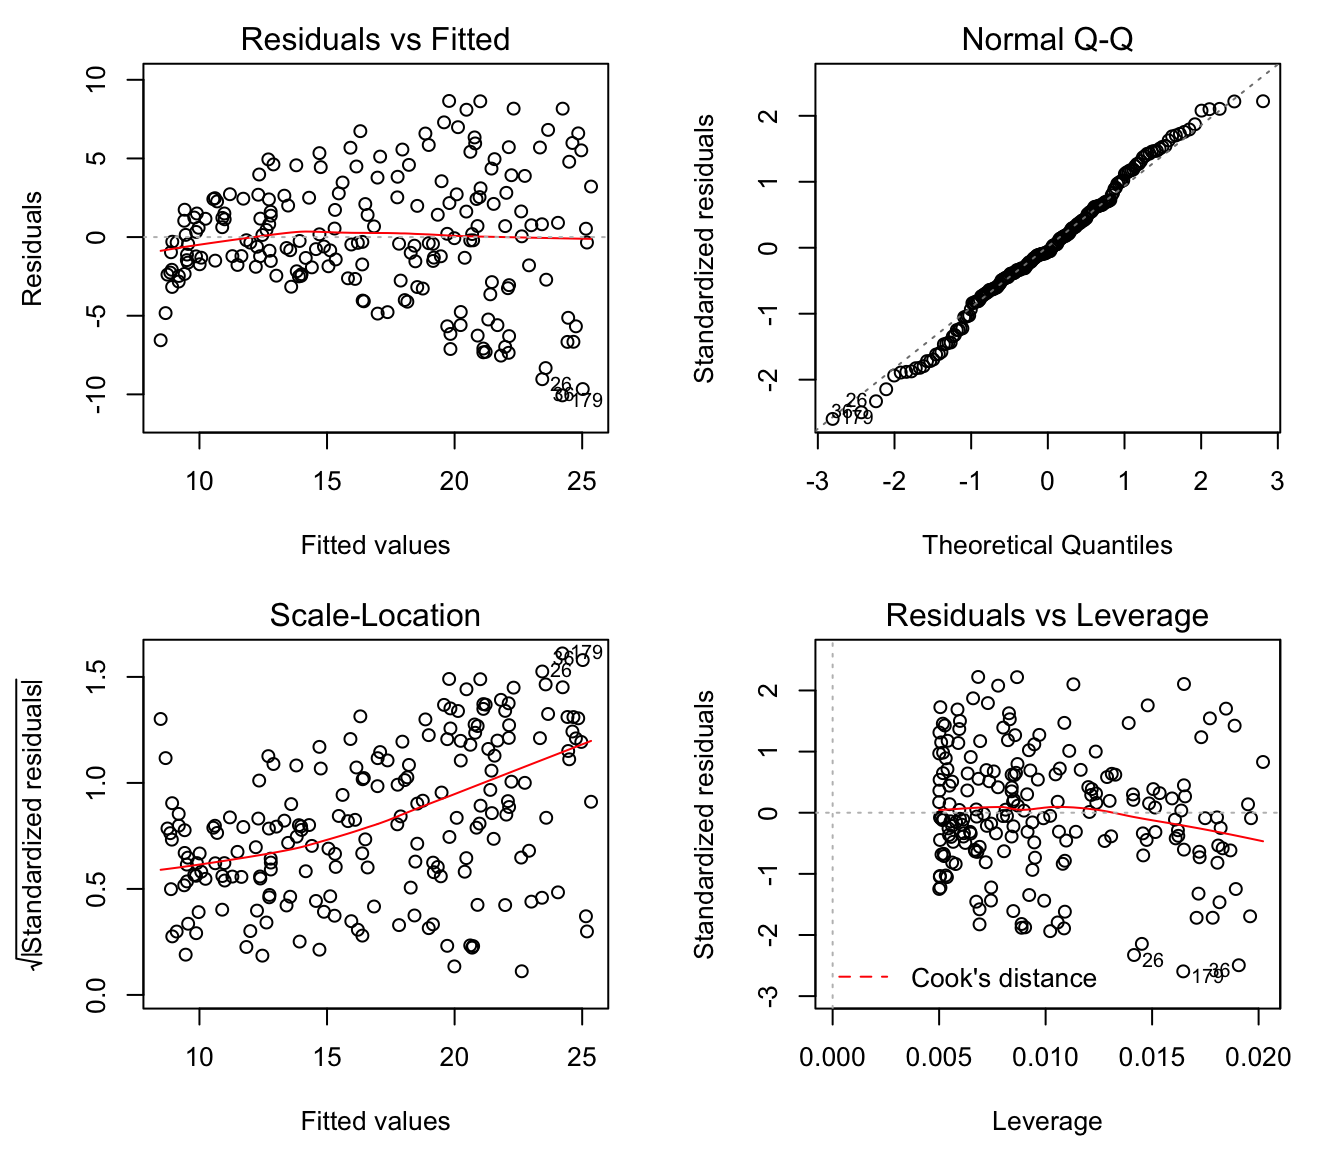 Residuals vs Fitted
Residuals
10
5
0
-5
-10
26
36
179
10 15 20 25
Fitted values
Normal Q-Q
Standardized residuals
2
1
0
-1
-2
26
36
179
-3 -2 -1 0 1 2 3
Theoretical Quantiles
Scale-Location
√|Standardized residuals|
1.5
1.0
0.5
0.0
36
179
26
10 15 20 25
Fitted values
Residuals vs Leverage
Standardized residuals
2
1
0
-1
-2
-3
26
179
36
Cook's distance
0.000 0.005 0.010 0.015 0.020
Leverage